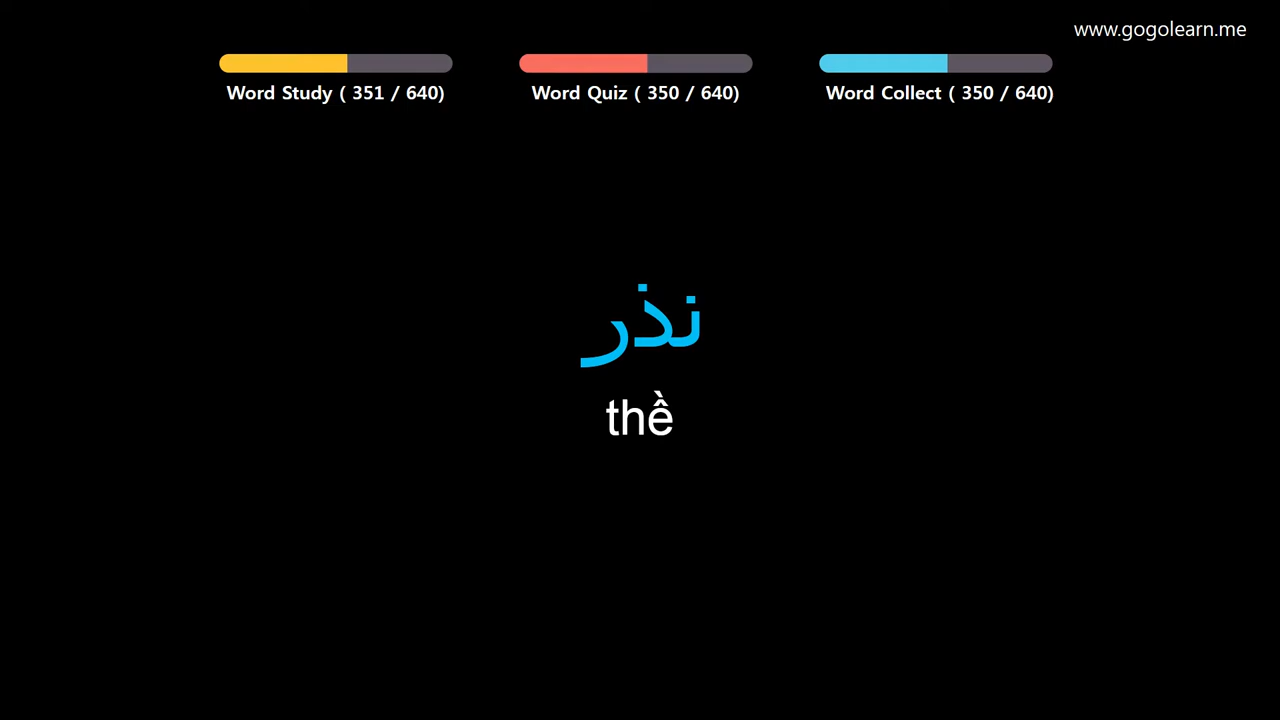 www.gogolearn.me
Word Study ( 351 / 640)
Word Quiz ( 350 / 640)
Word Collect ( 350 / 640)
نذر
thề